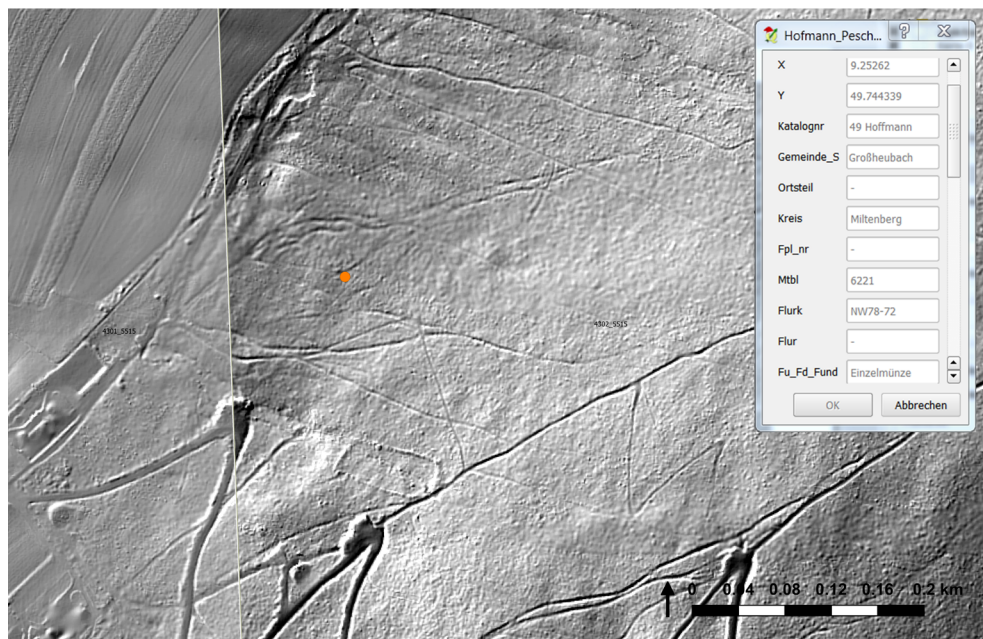 Hofmann_Pesch...
X 9.25262
Y 49.744339
Katalognr 49 Hoffmann
Gemeinde_S Großheubach
Ortsteil -
Kreis Miltenberg
Fpl_nr -
Mtbl 6221
Flurk NW78-72
Flur -
Fu_Fd_Fund Einzelmünze
OK Abbrechen
4301_5515
4302_5515
0 0.04 0.08 0.12 0.16 0.2 km